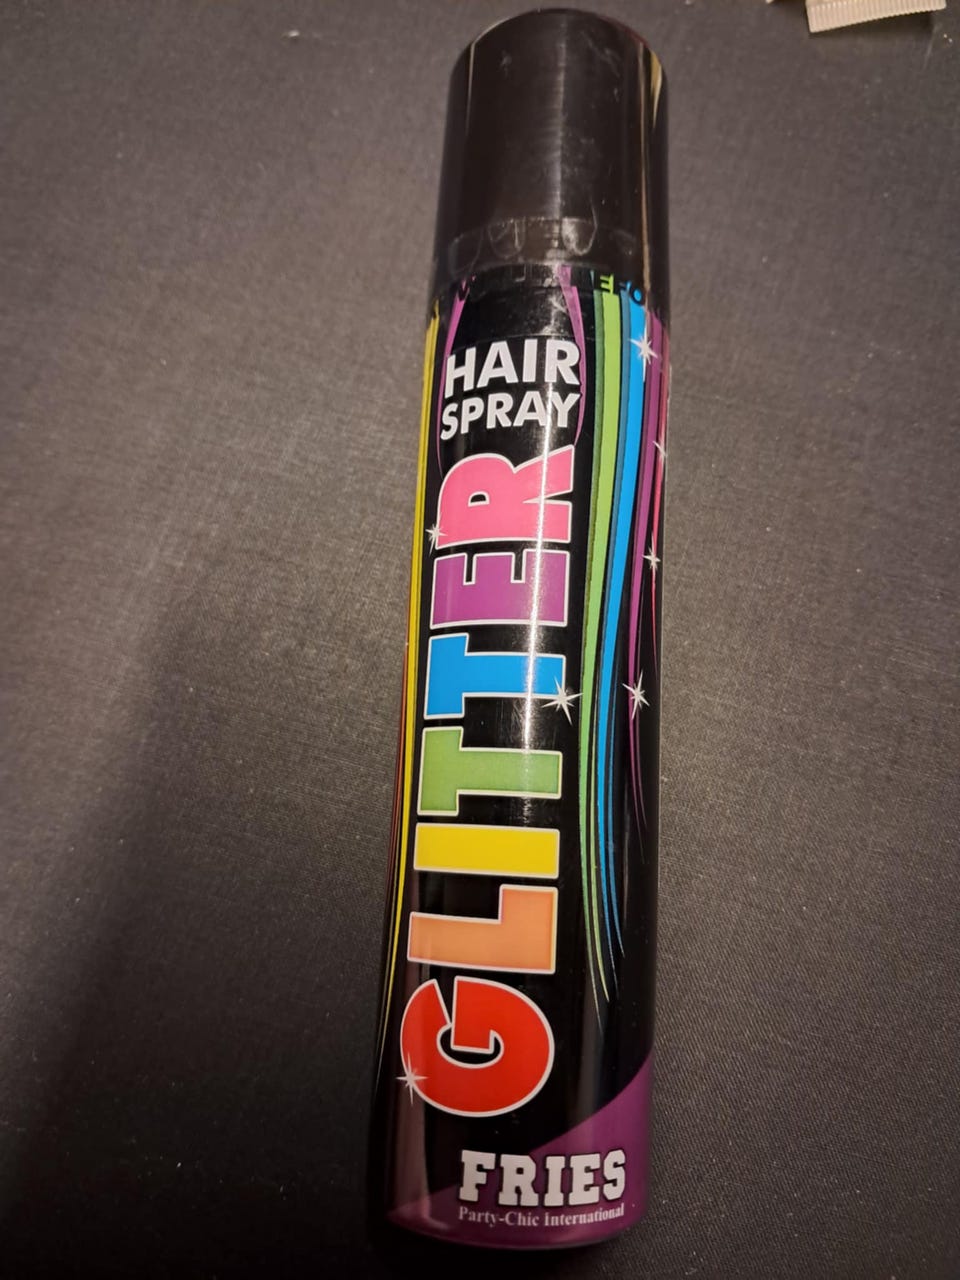 HAIR
SPRAY
GLITTER
FRIES
Party-Chic International